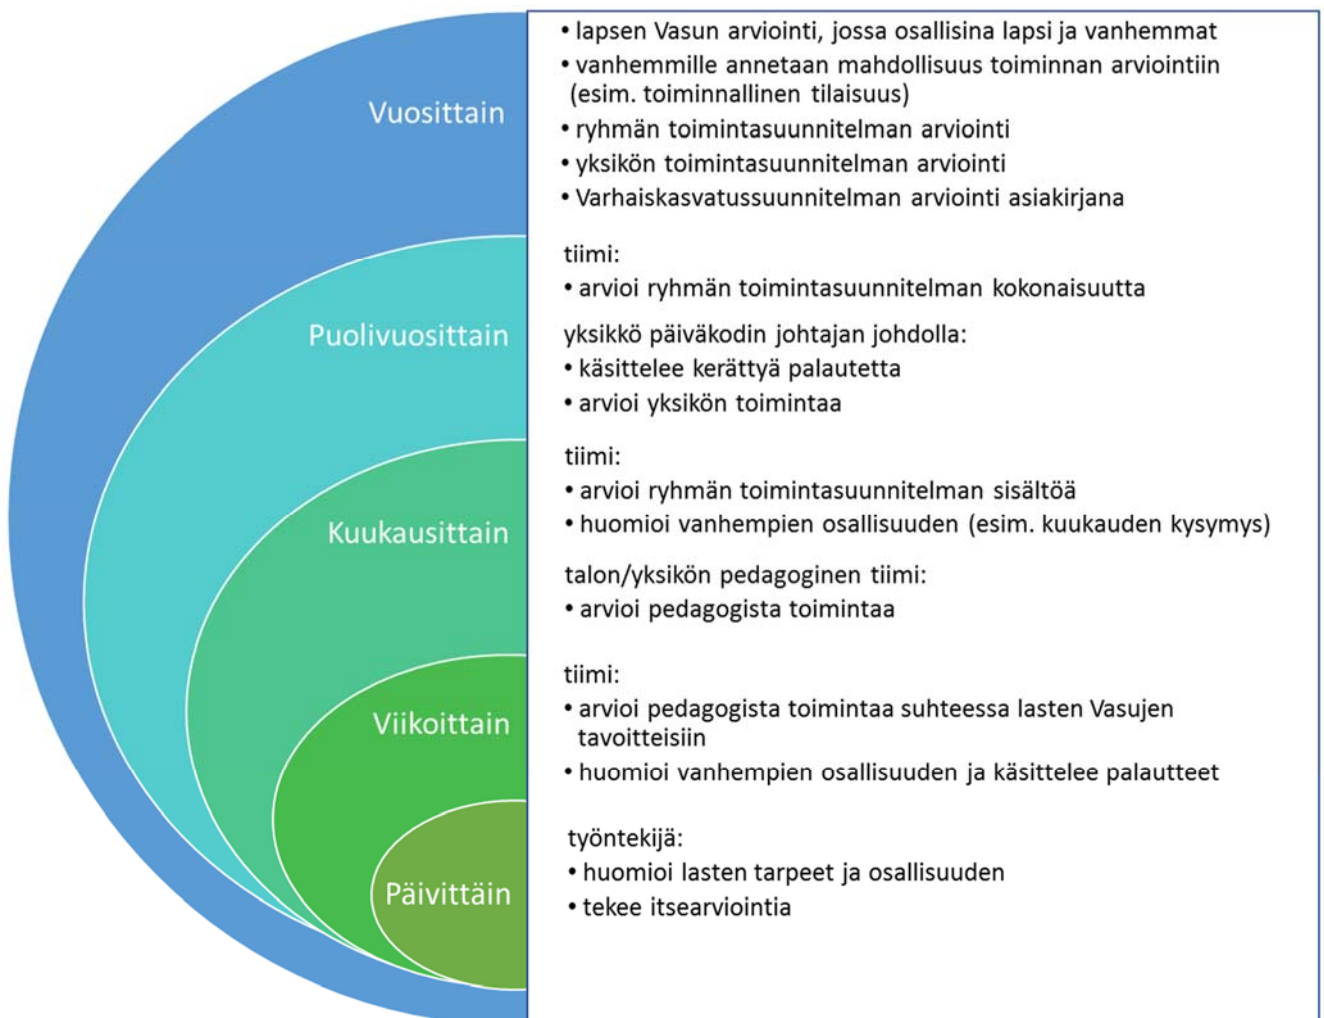 Vuosittain
• lapsen Vasun arviointi, jossa osallisina lapsi ja vanhemmat
• vanhemmille annetaan mahdollisuus toiminnan arviointiin
(esim. toiminnallinen tilaisuus)
• ryhmän toimintasuunnitelman arviointi
• yksikön toimintasuunnitelman arviointi
• Varhaiskasvatussuunnitelman arviointi asiakirjana
Puolivuosittain
tiimi:
• arvioi ryhmän toimintasuunnitelman kokonaisuutta
yksikkö päiväkodin johtajan johdolla:
• käsittelee kerättyä palautetta
• arvioi yksikön toimintaa
Kuukausittain
tiimi:
• arvioi ryhmän toimintasuunnitelman sisältöä
• huomioi vanhempien osallisuuden (esim. kuukauden kysymys)
talon/yksikön pedagoginen tiimi:
• arvioi pedagogista toimintaa
Viikoittain
tiimi:
• arvioi pedagogista toimintaa suhteessa lasten Vasujen
tavoitteisiin
• huomioi vanhempien osallisuuden ja käsittelee palautteet
Päivittäin
työntekijä:
• huomioi lasten tarpeet ja osallisuuden
• tekee itsearviointia